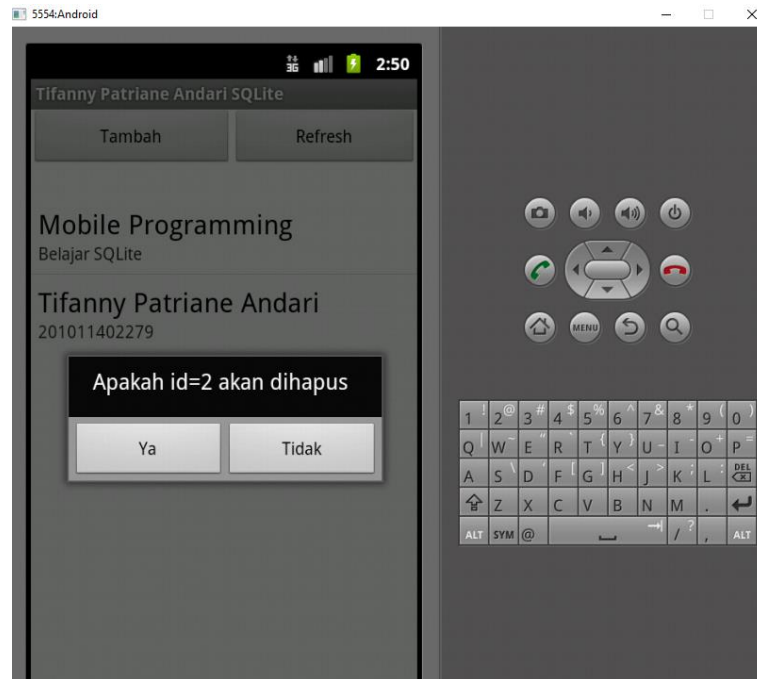 5554:Android
3G 2:50
Tifanny Patriane Andari SQLite
Tambah Refresh
Mobile Programming
Belajar SQLite
Tifanny Patriane Andari
201011402279
Apakah id=2 akan dihapus
Ya Tidak
MENU
1 ! 2 @ 3 # 4 $ 5 % 6 ^ 7 & 8 * 9 ( 0 )
Q | W ~ E " R ` T { Y } U - I - O + P =
A S \ D ' F [ G ] H < J > K ; L : DEL
Z X C V B N M .
ALT SYM @ / ? , ALT